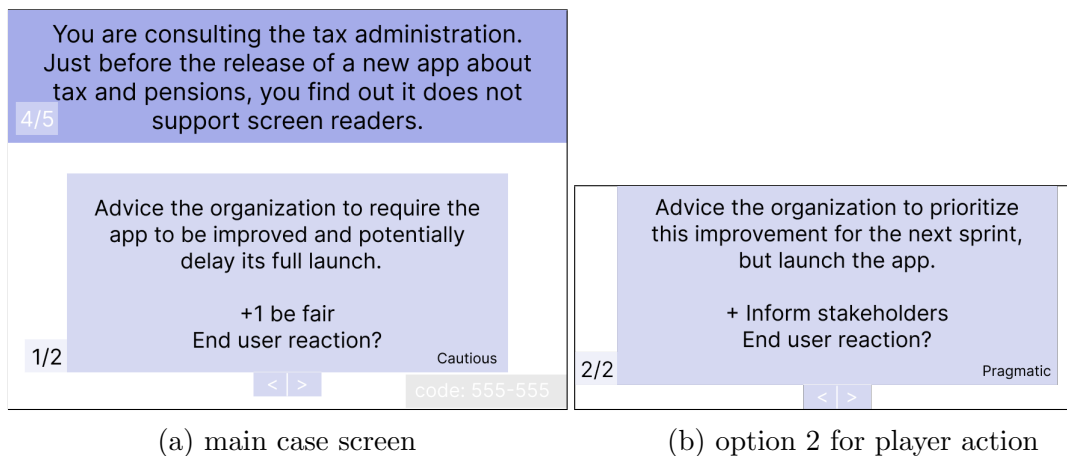 You are consulting the tax administration.
Just before the release of a new app about
tax and pensions, you find out it does not
support screen readers.
4/5
Advice the organization to require the
app to be improved and potentially
delay its full launch.
+1 be fair
End user reaction?
Cautious
1/2
< >
code: 555-555
(a) main case screen
Advice the organization to prioritize
this improvement for the next sprint,
but launch the app.
+ Inform stakeholders
End user reaction?
Pragmatic
2/2
< >
(b) option 2 for player action